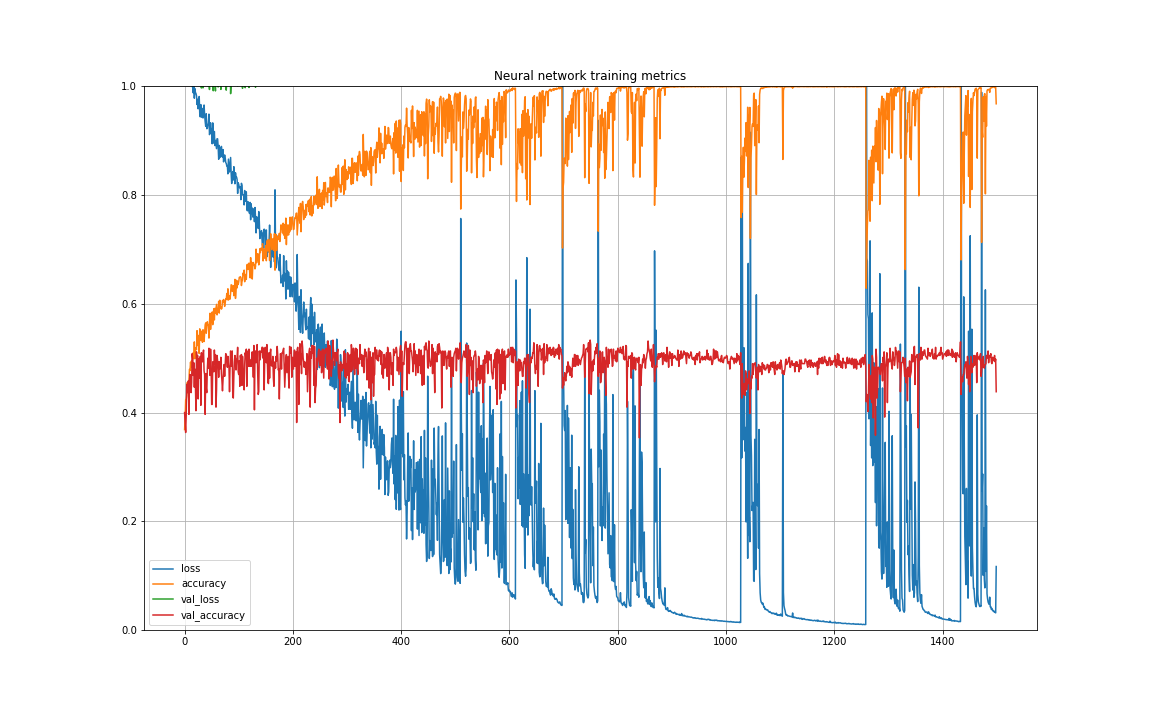 Neural network training metrics
1.0
0.8
0.6
0.4
0.2
0.0
loss
accuracy
val_loss
val_accuracy
0 200 400 600 800 1000 1200 1400